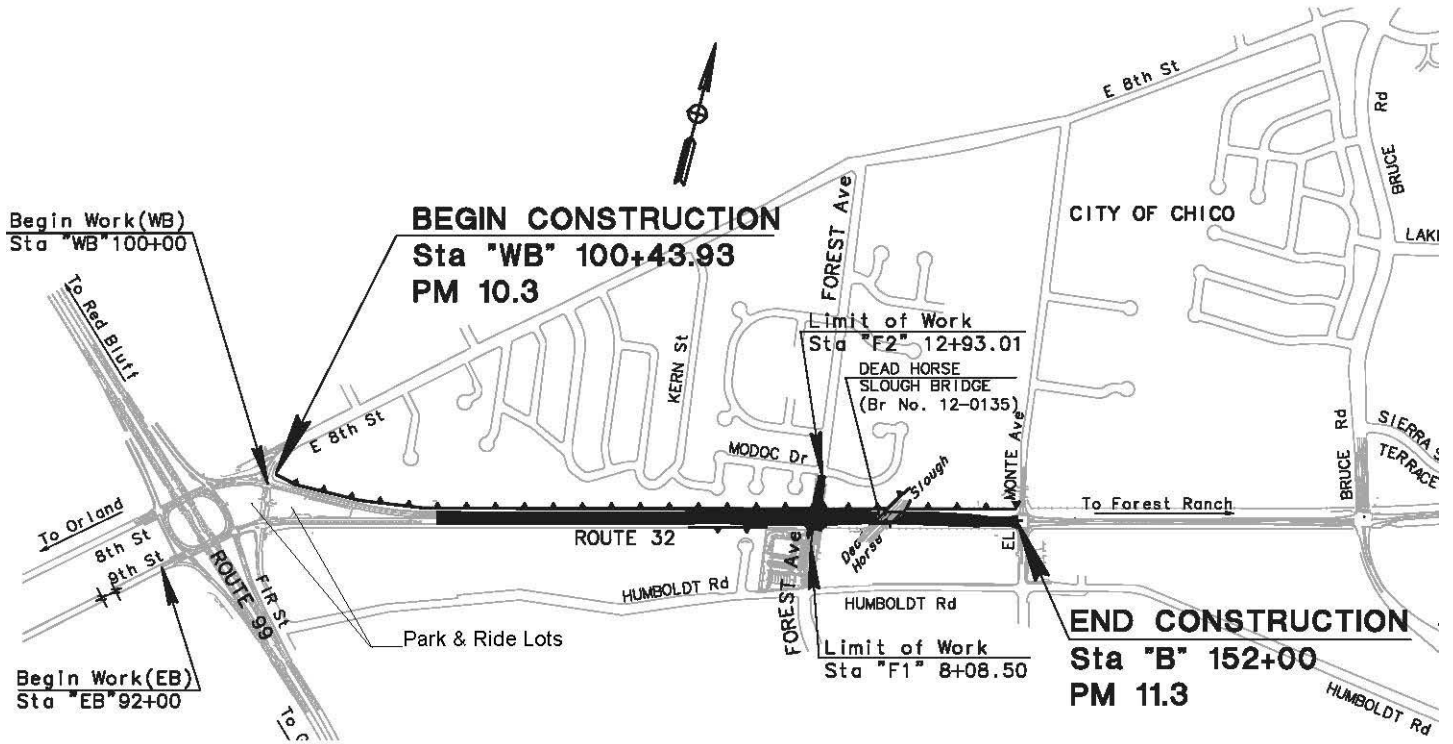 E 8th St
BRUCE Rd
CITY OF CHICO
LAKE
Begin Work(WB)
Sta "WB"100+00
BEGIN CONSTRUCTION
Sta "WB" 100+43.93
PM 10.3
FOREST Ave
To Red Bluff
KERN St
Limit of Work
Sta "F2" 12+93.01
DEAD HORSE
SLOUGH BRIDGE
(Br No. 12-0135)
E 8th St
MODOC Dr
Slough
Dead
Horse
EL MONTE Ave
BRUCE Rd
SIERRA S
TERRACE
To Forest Ranch
To Orland
8th St
9th St
ROUTE 99
FIR St
ROUTE 32
HUMBOLDT Rd
FOREST Ave
HUMBOLDT Rd
Park & Ride Lots
Limit of Work
Sta "F1" 8+08.50
END CONSTRUCTION
Sta "B" 152+00
PM 11.3
Begin Work(EB)
Sta "EB"92+00
To
HUMBOLDT Rd